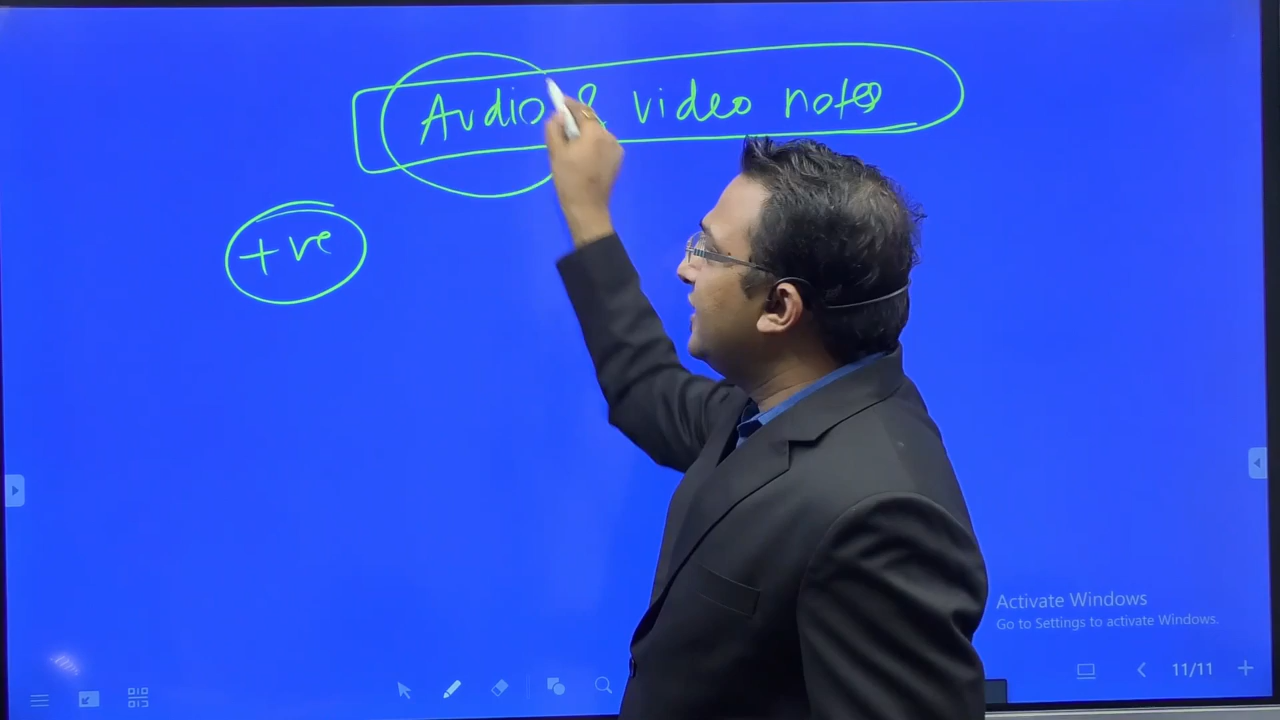 Audio & video notes
+ve
Activate Windows
Go to Settings to activate Windows.
11/11